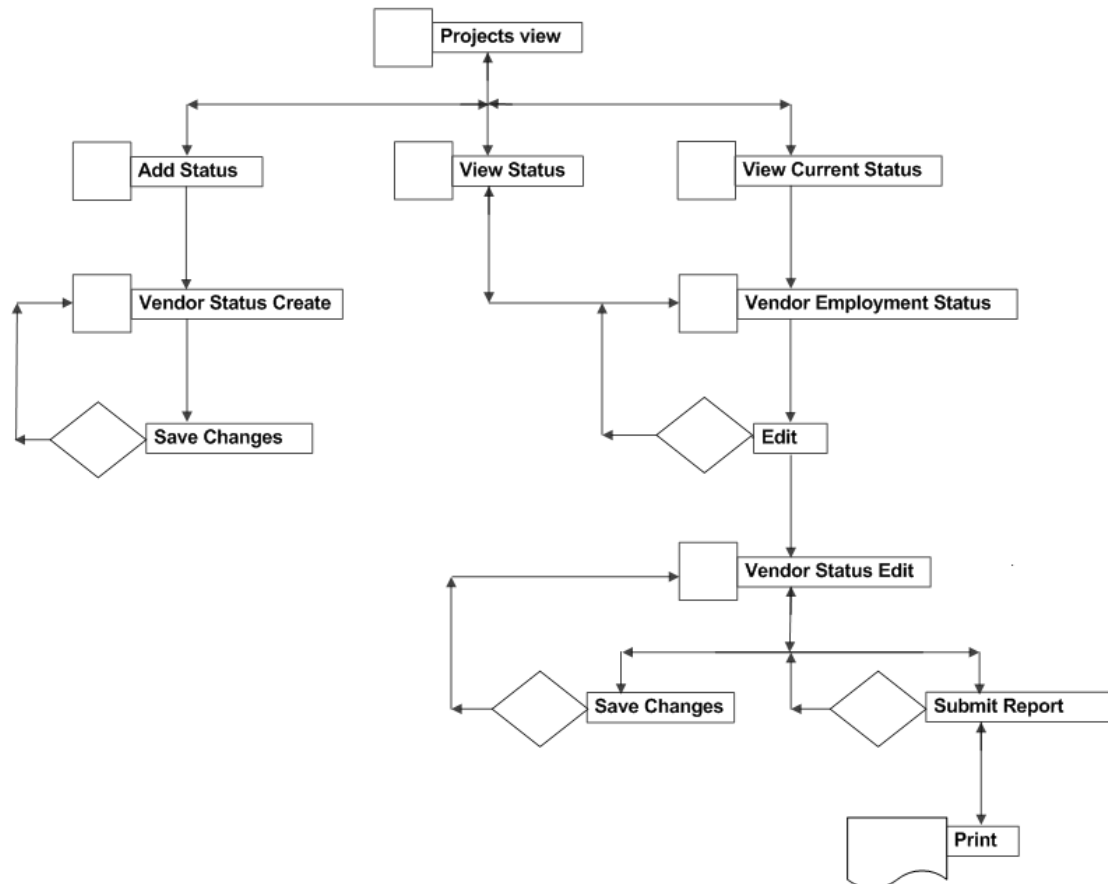 Projects view
Add Status
View Status
View Current Status
Vendor Status Create
Vendor Employment Status
Save Changes
Edit
Vendor Status Edit
Save Changes
Submit Report
Print